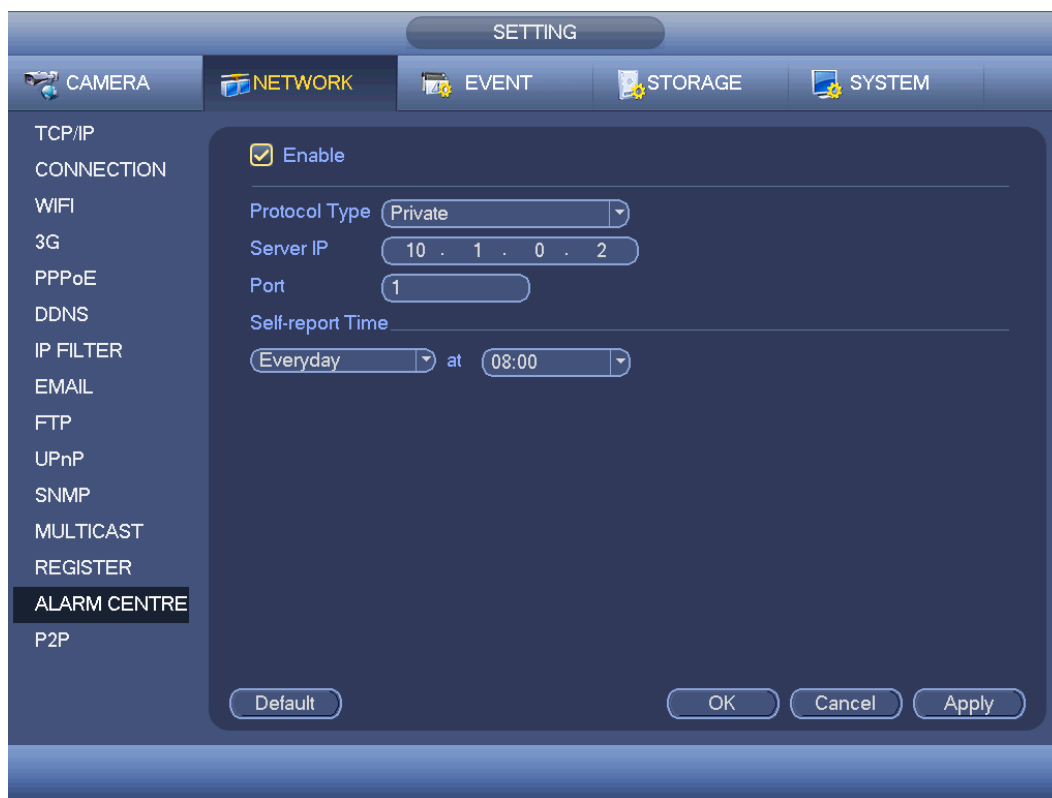 SETTING
CAMERA NETWORK EVENT STORAGE SYSTEM
TCP/IP
CONNECTION
WIFI
3G
PPPoE
DDNS
IP FILTER
EMAIL
FTP
UPnP
SNMP
MULTICAST
REGISTER
ALARM CENTRE
P2P
Enable
Protocol Type Private
Server IP 10 . 1 . 0 . 2
Port 1
Self-report Time
Everyday at 08:00
Default OK Cancel Apply